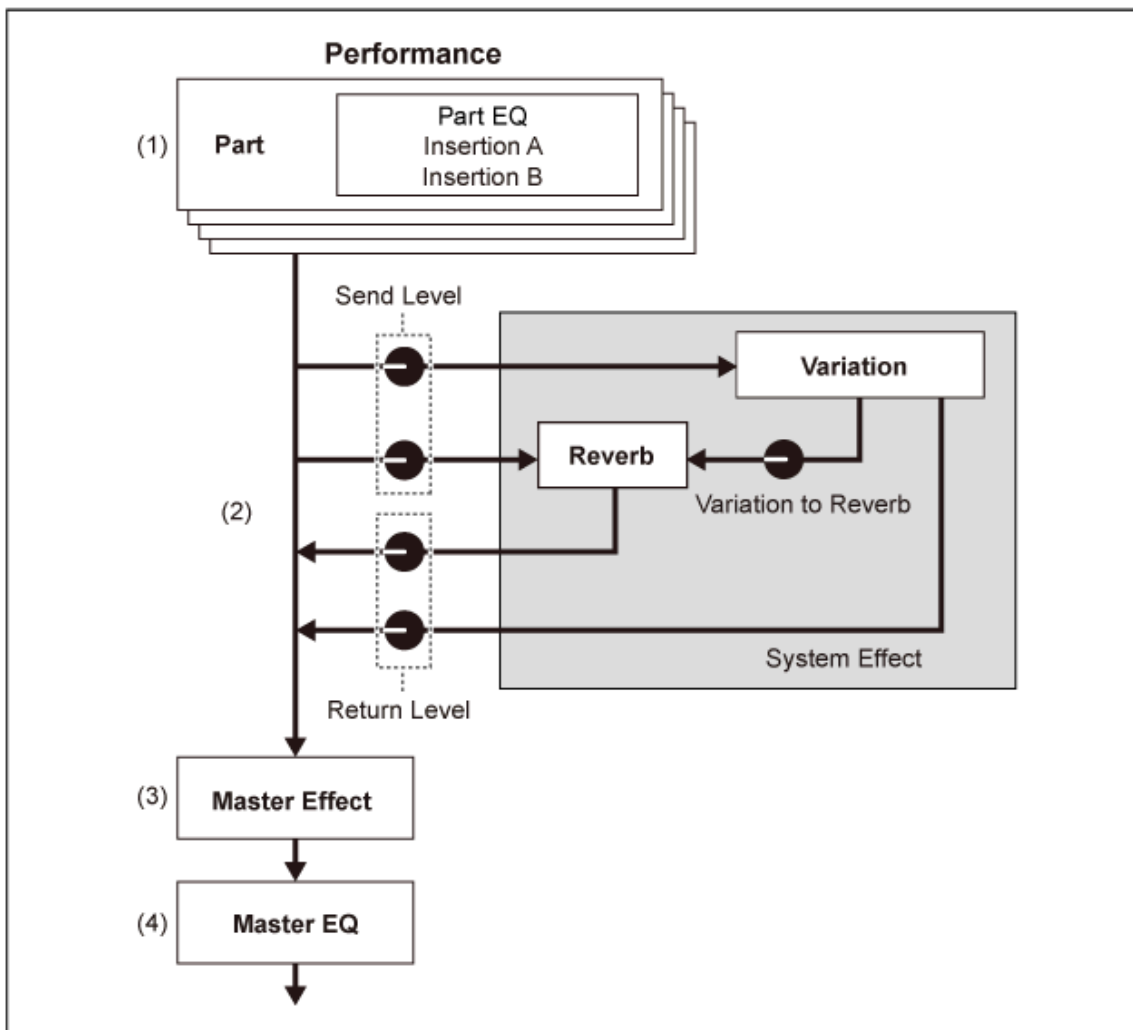 Performance
(1)
Part
Part EQ
Insertion A
Insertion B
Send Level
Variation
Reverb
Variation to Reverb
(2)
System Effect
Return Level
(3)
Master Effect
(4)
Master EQ